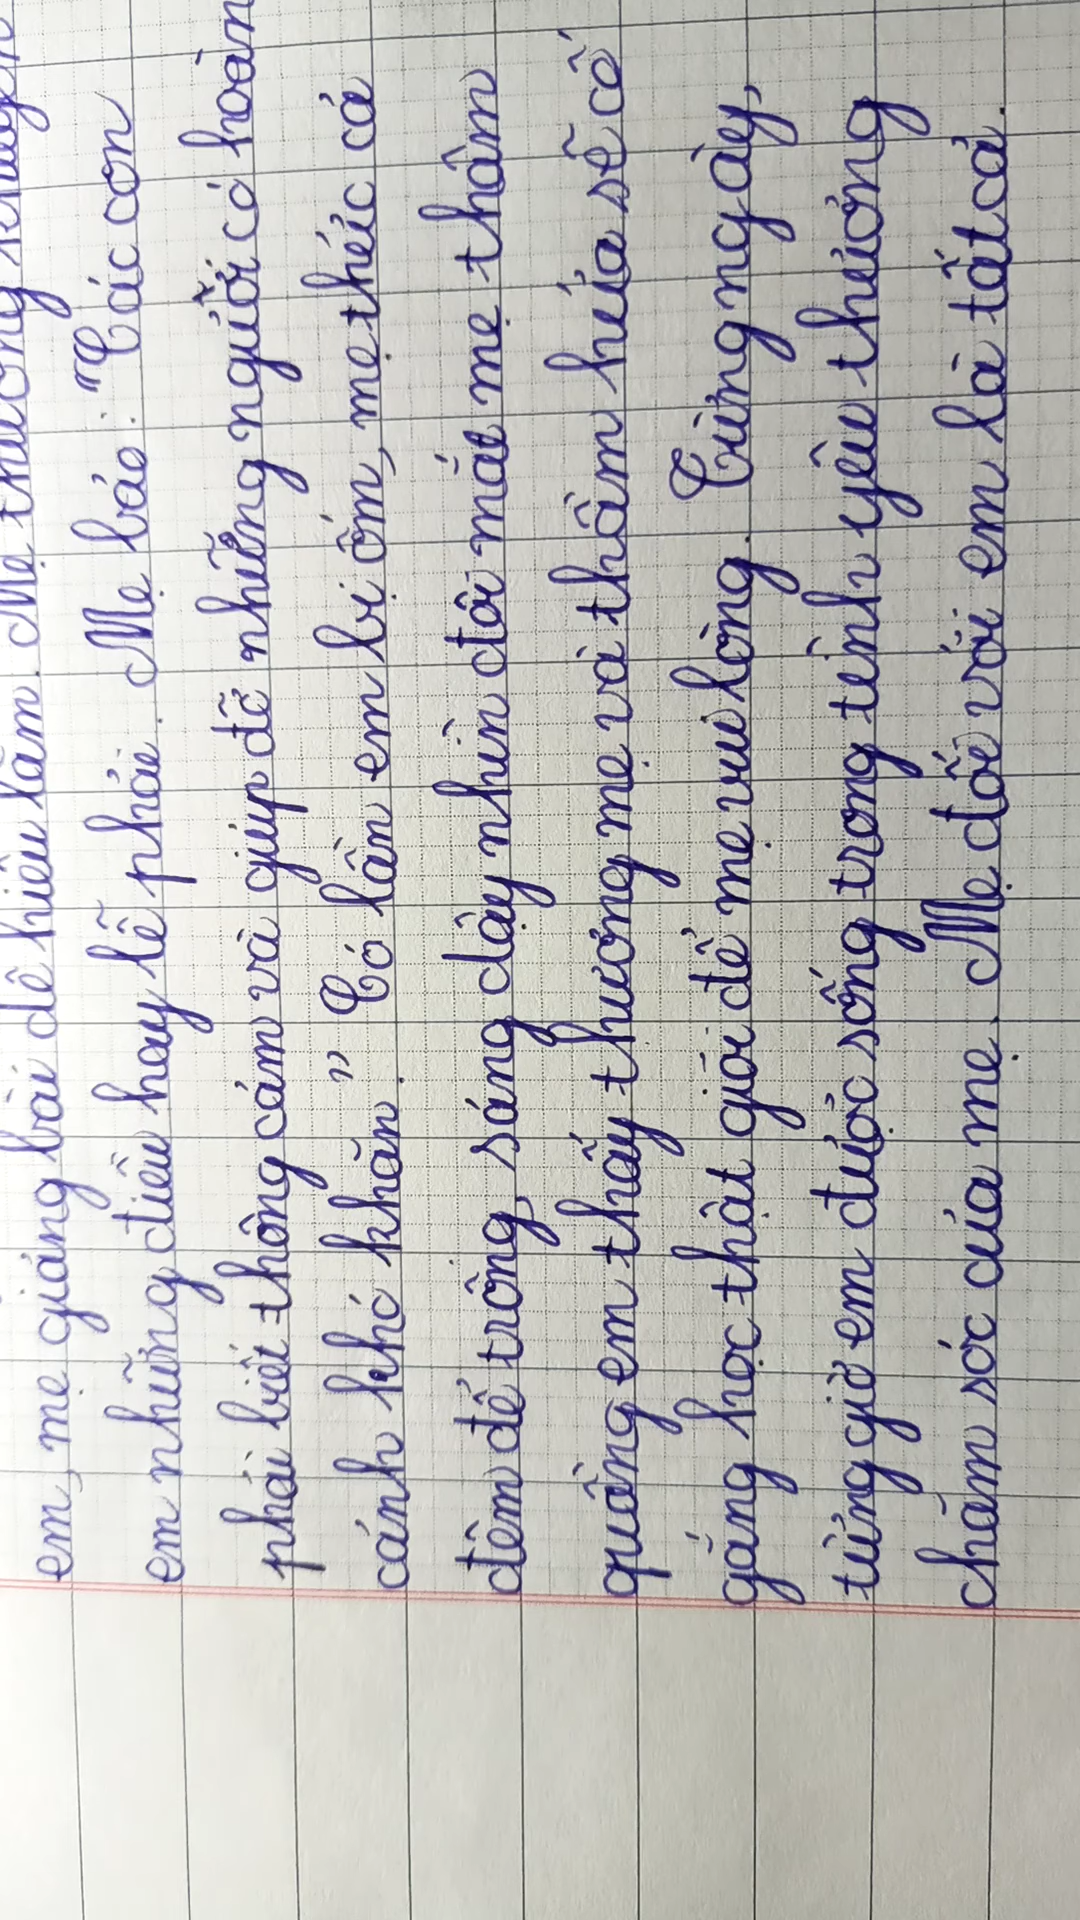 em, mẹ giảng bài dễ hiểu lắm. Mẹ thường khuyên
em những điều hay lẽ phải. Mẹ bảo: "Các con
phải biết thông cảm và giúp đỡ những người có hoàn
cảnh khó khăn." Có lần em bị ốm, mẹ thức cả
đêm để trông, sáng dậy nhìn đôi mắt mẹ thâm
quầng em thấy thương mẹ và thầm hứa sẽ cố
gắng học thật giỏi để mẹ vui lòng. Từng ngày,
từng giờ em được sống trong tình yêu thương
chăm sóc của mẹ. Mẹ đối với em là tất cả.